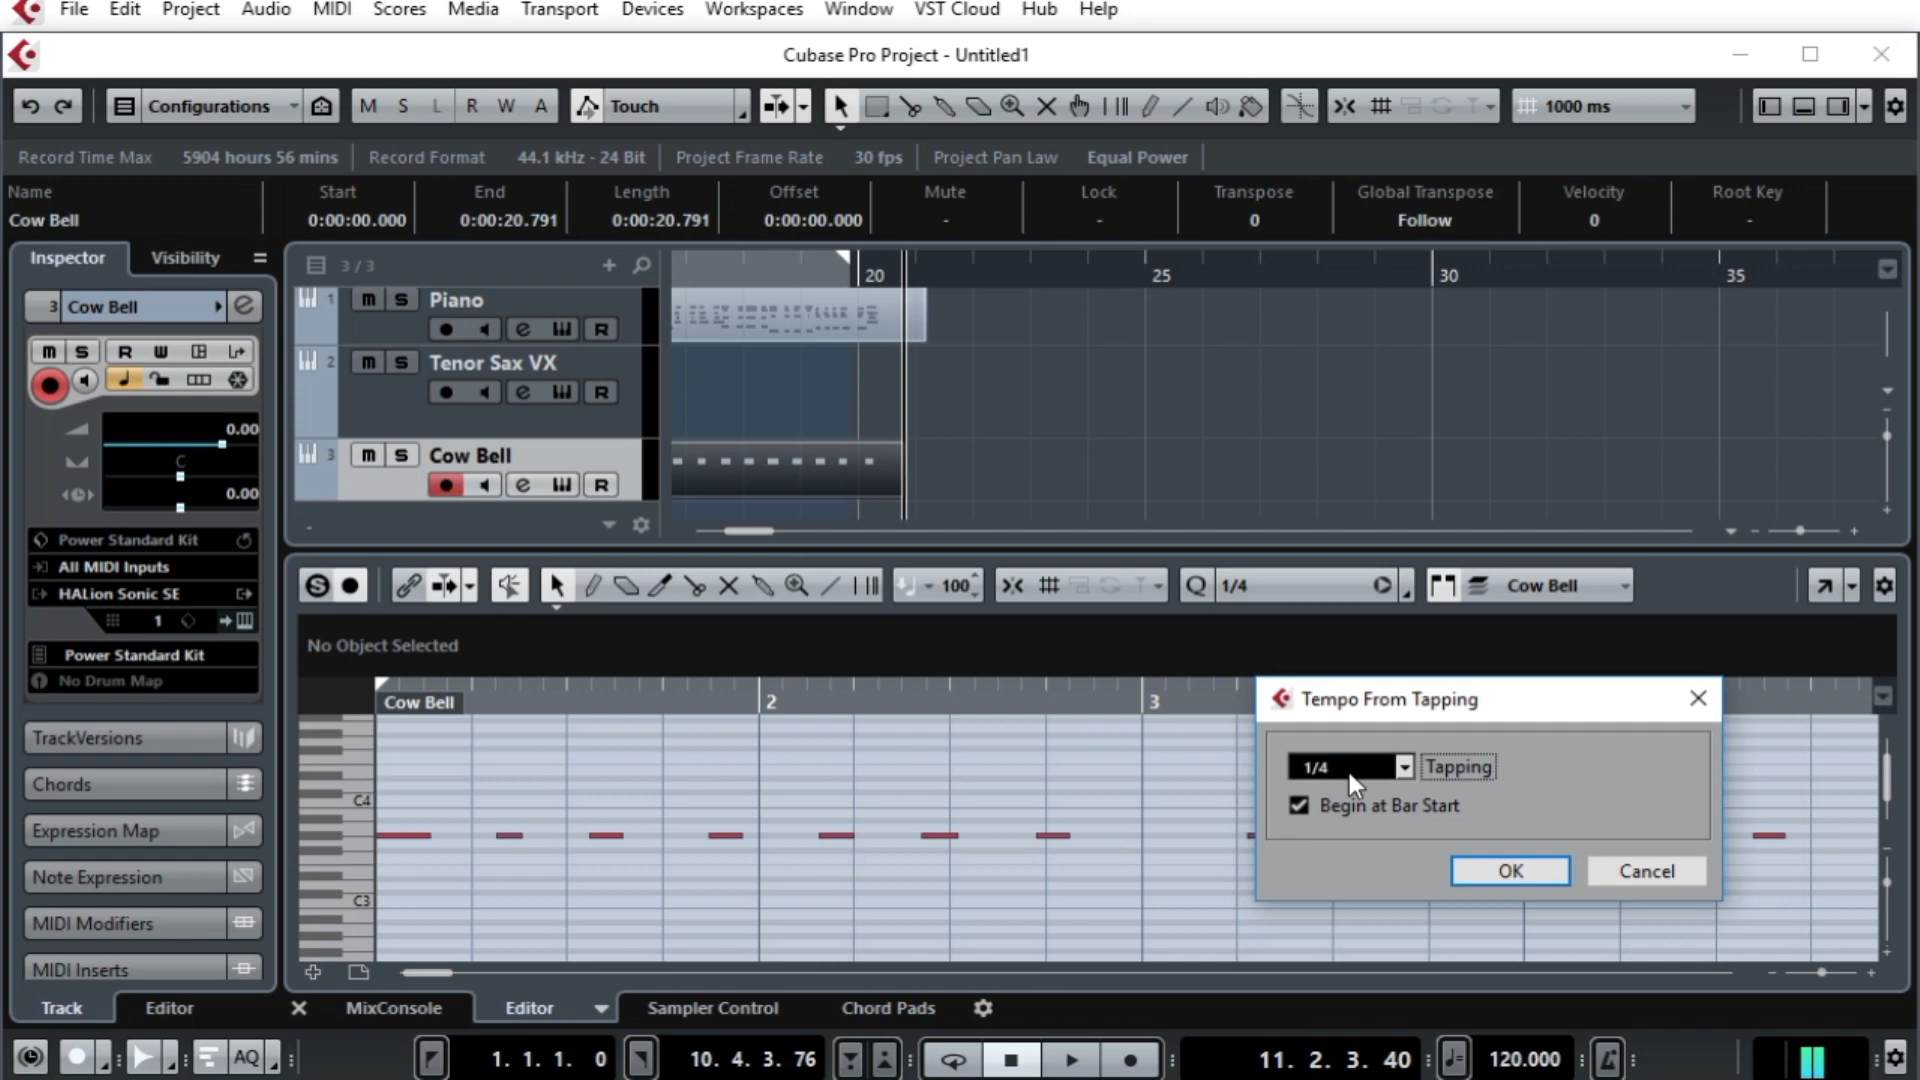 File Edit Project Audio MIDI Scores Media Transport Devices Workspaces Window VST Cloud Hub Help
Cubase Pro Project - Untitled1
Configurations M S L R W A Touch 1000 ms
Record Time Max 5904 hours 56 mins Record Format 44.1 kHz - 24 Bit Project Frame Rate 30 fps Project Pan Law Equal Power
Name Start End Length Offset Mute Lock Transpose Global Transpose Velocity Root Key
Cow Bell 0:00:00.000 0:00:20.791 0:00:20.791 0:00:00.000 - - 0 Follow 0 -
Inspector Visibility
3 / 3
20 25 30 35
3 Cow Bell
1 m S Piano
R
m S R W
2 m S Tenor Sax VX
R
0.00
C
0.00
3 m S Cow Bell
R
Power Standard Kit
All MIDI Inputs
HALion Sonic SE
1
Power Standard Kit
No Drum Map
100 Q 1/4 Cow Bell
No Object Selected
Cow Bell 2 3
C4
C3
Tempo From Tapping
1/4 Tapping
Begin at Bar Start
OK Cancel
TrackVersions
Chords
Expression Map
Note Expression
MIDI Modifiers
MIDI Inserts
Track Editor MixConsole Editor Sampler Control Chord Pads
AQ 1. 1. 1. 0 10. 4. 3. 76 11. 2. 3. 40 120.000